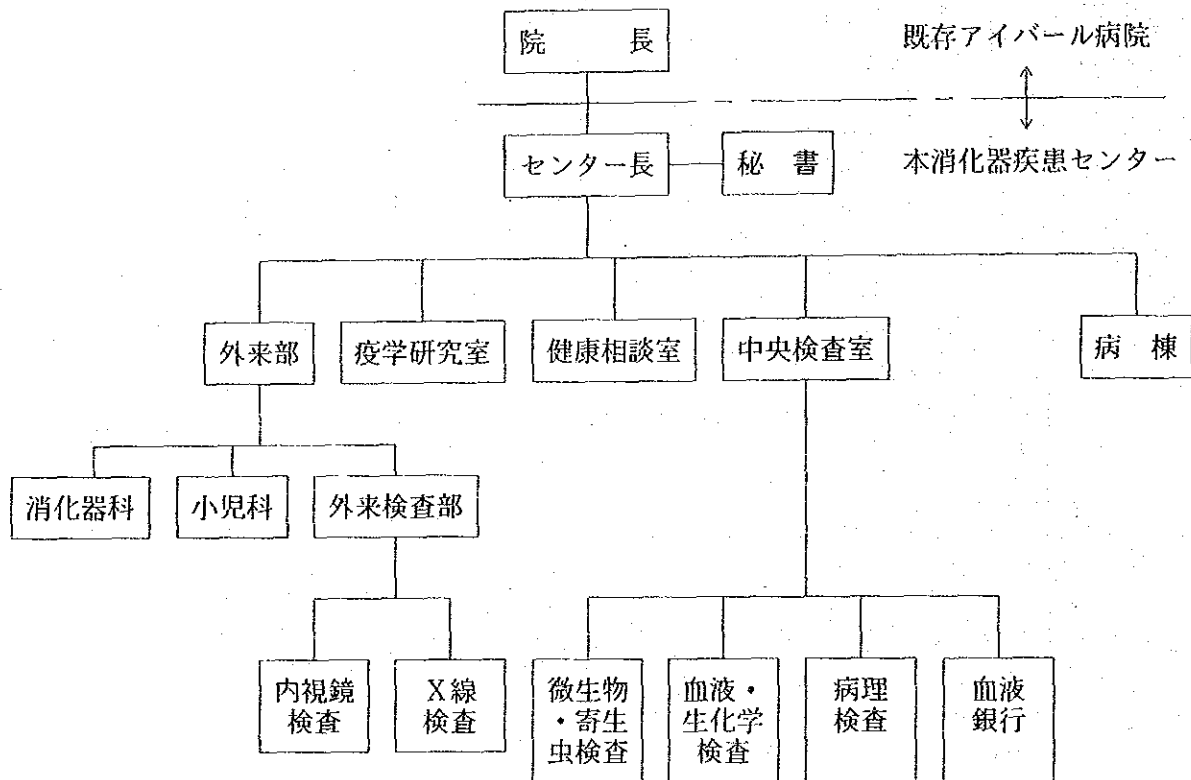 院　　長
既存アイバール病院
センター長
秘　書
本消化器疾患センター
外来部
疫学研究室
健康相談室
中央検査室
病　棟
消化器科
小児科
外来検査部
内視鏡
検査
X線
検査
微生物
・寄生
虫検査
血液・
生化学
検査
病理
検査
血液
銀行